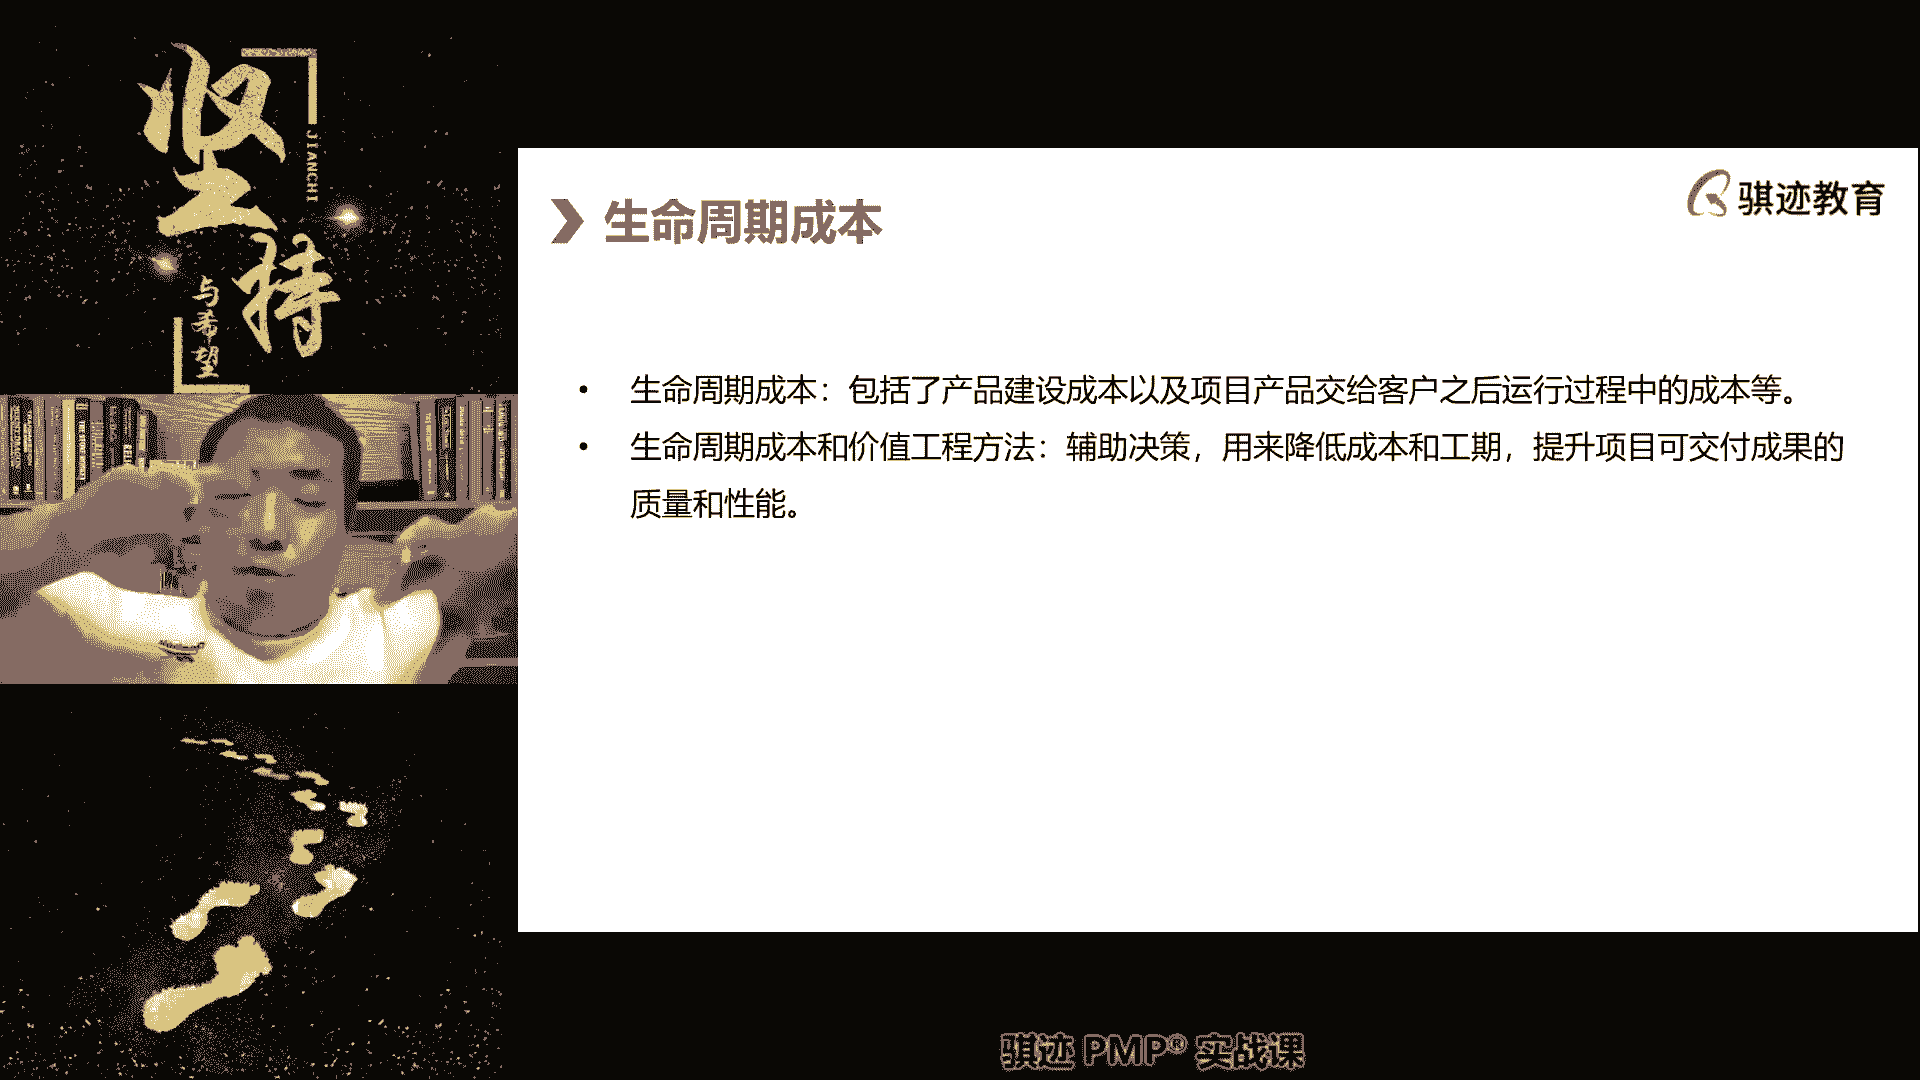 坚持
JIANCHI
与希望
骐迹教育
生命周期成本
• 生命周期成本：包括了产品建设成本以及项目产品交给客户之后运行过程中的成本等。
• 生命周期成本和价值工程方法：辅助决策，用来降低成本和工期，提升项目可交付成果的
质量和性能。
骐迹 PMP® 实战课